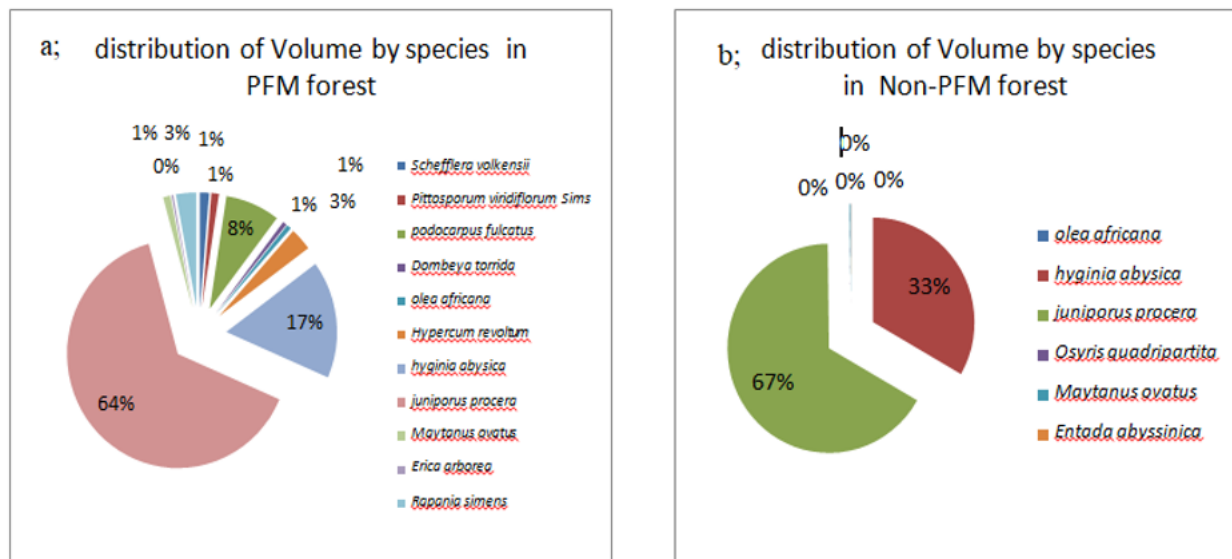 a; distribution of Volume by species in
PFM forest
1% 3% 1%
1%
0%
1%
1%
3%
8%
17%
64%
Schefflera volkensii
Pittosporum viridiflorum Sims
podocarpus fulcatus
Dombeya torrida
olea africana
Hypercum revoltum
hyginia abysica
juniporus procera
Maytanus ovatus
Erica arborea
Rapania simens
b; distribution of Volume by species
in Non-PFM forest
0%
0% 0% 0%
33%
67%
olea africana
hyginia abysica
juniporus procera
Osyris quadripartita
Maytanus ovatus
Entada abyssinica